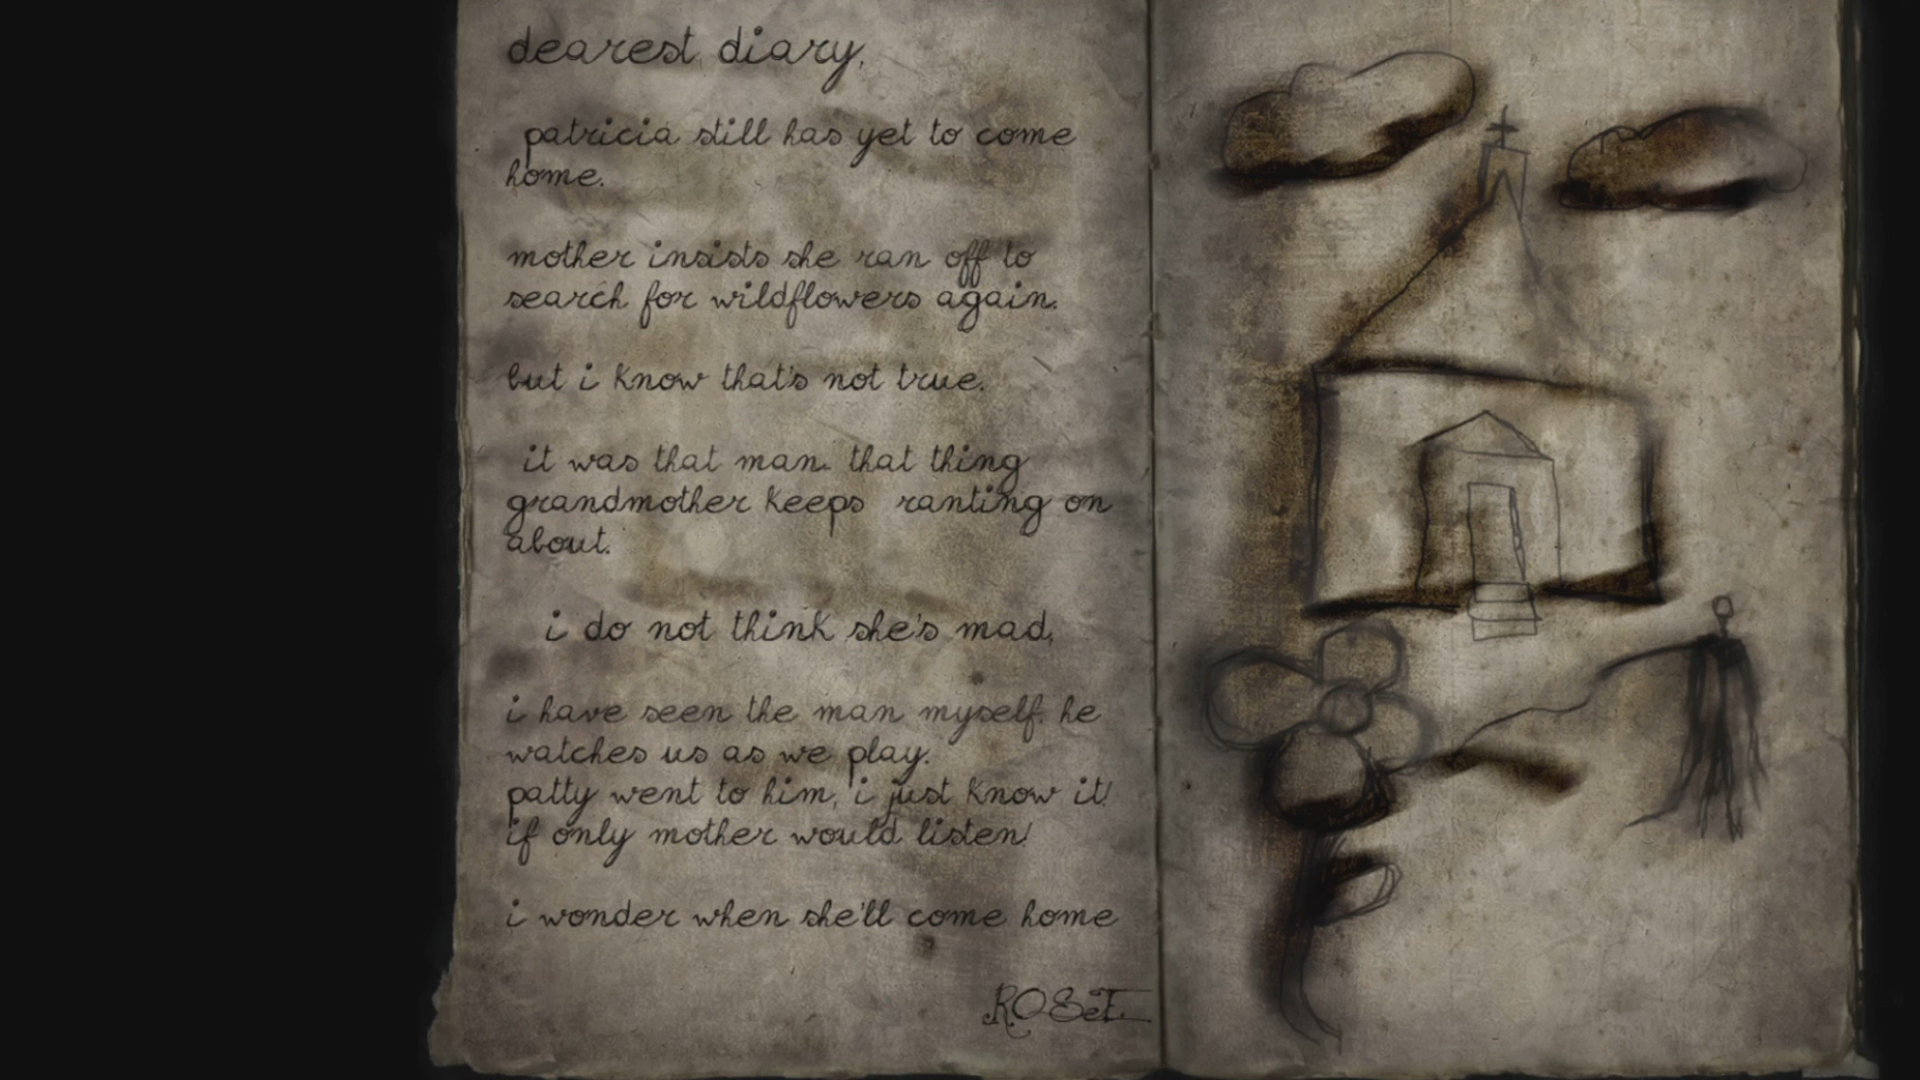 dearest diary,
patricia still has yet to come
home.
mother insists she ran off to
search for wildflowers again.
but i know that's not true.
it was that man. that thing
grandmother keeps ranting on
about.
i do not think she's mad,
i have seen the man myself. he
watches us as we play.
patty went to him, i just know it!
if only mother would listen!
i wonder when she'll come home
ROSE